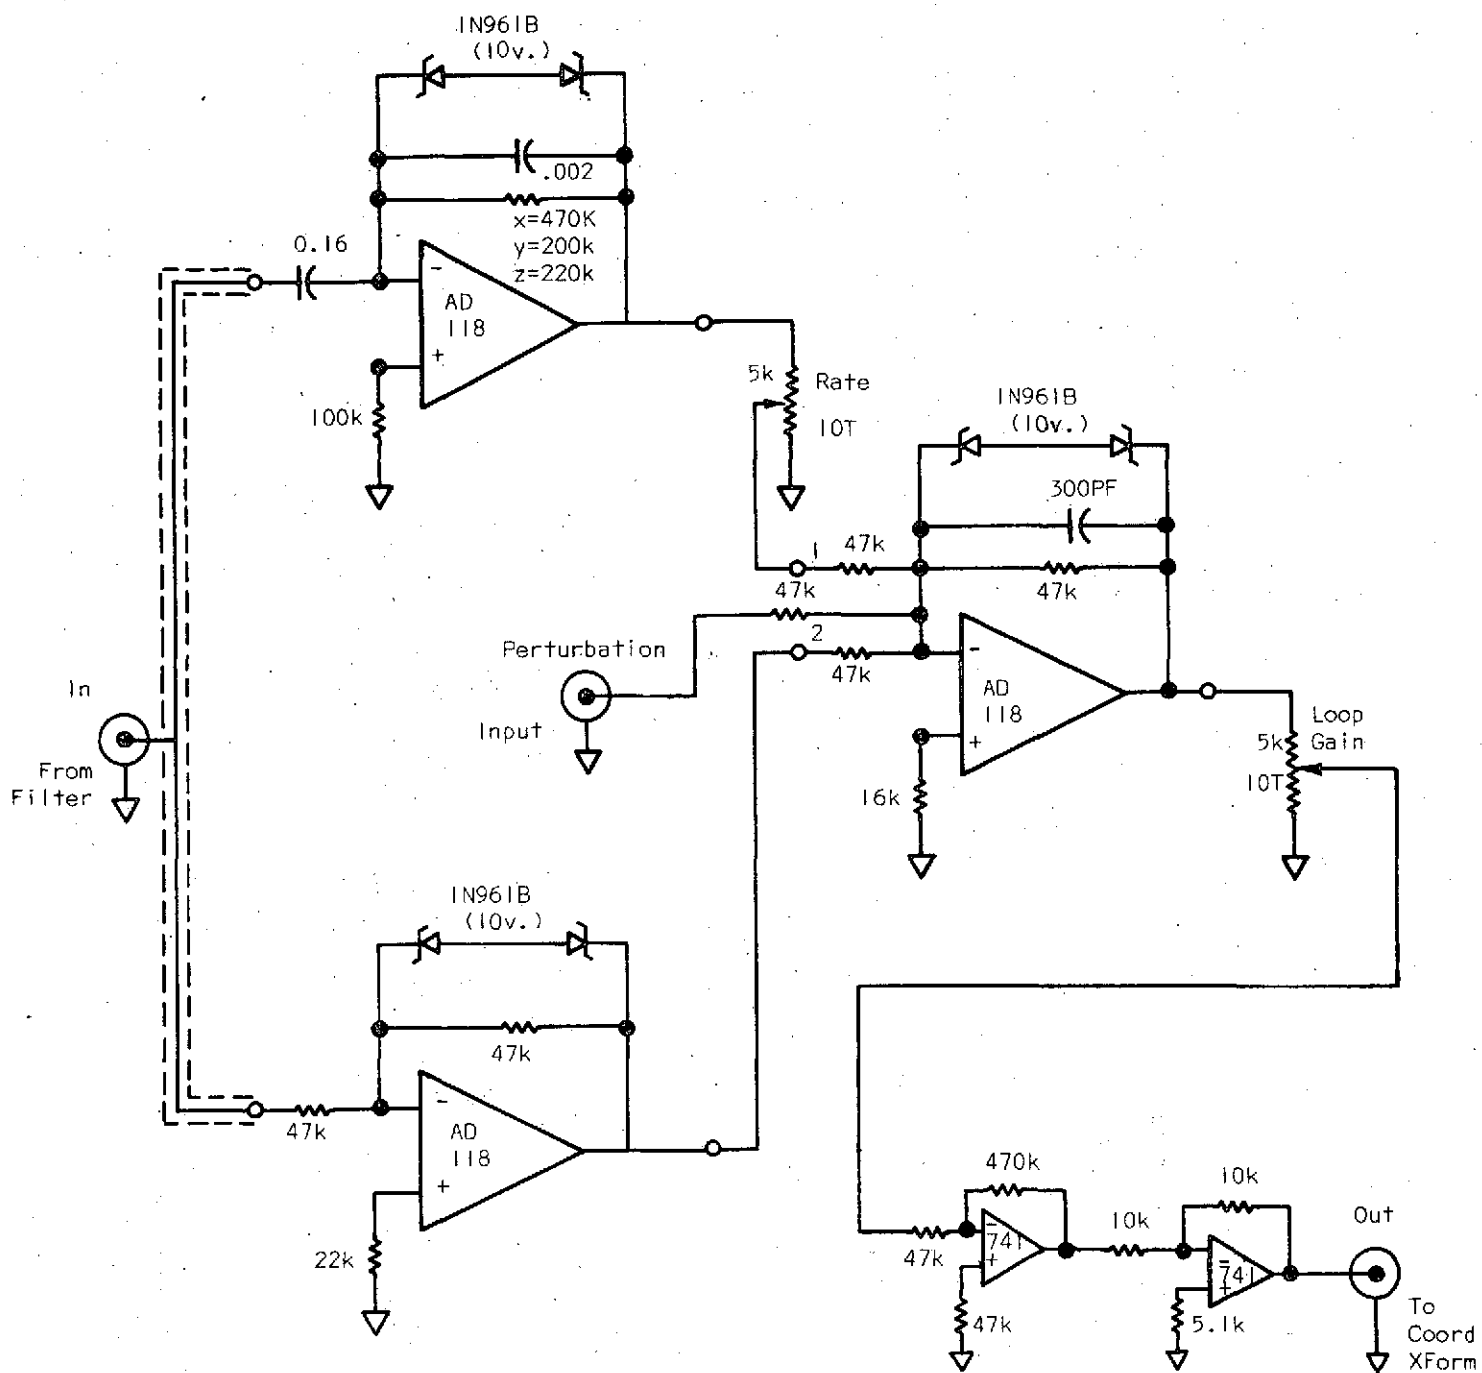 IN961B
(10v.)
.002
x=470K
y=200k
z=220k
0.16
-
AD
118
+
100k
5k
Rate
10T
IN961B
(10v.)
300PF
1
47k
47k
47k
2
47k
Perturbation
Input
-
AD
118
+
16k
In
From
Filter
Loop
Gain
5k
10T
IN961B
(10v.)
47k
47k
-
AD
118
+
22k
470k
47k
-
741
+
47k
10k
10k
-
741
+
5.1k
Out
To
Coord
XForm